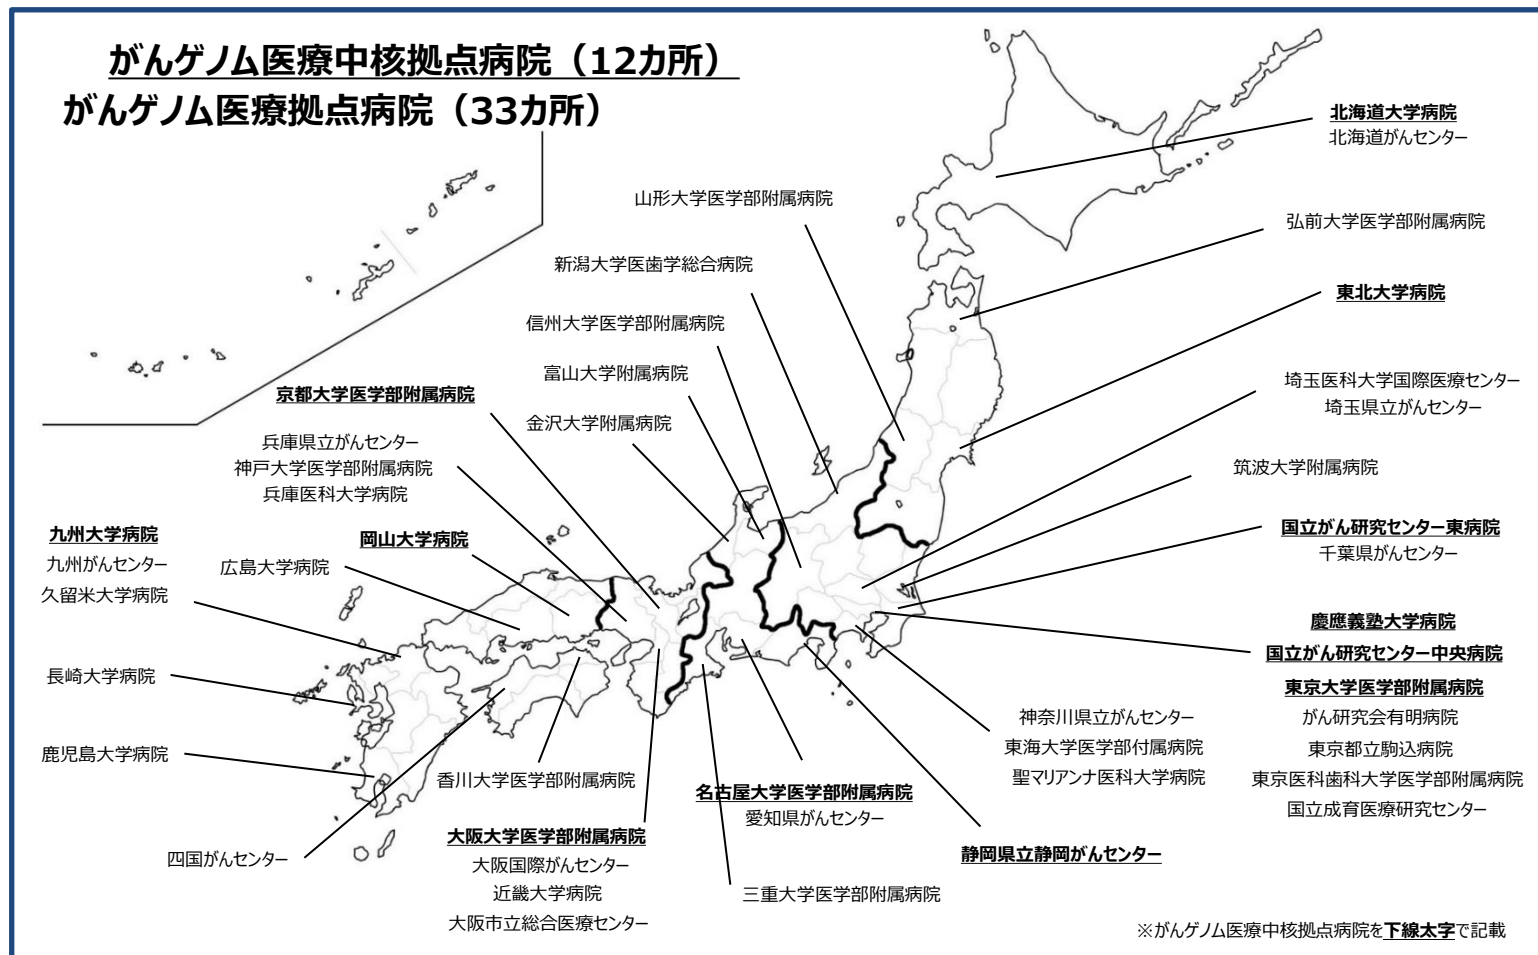 がんゲノム医療中核拠点病院（12カ所）
がんゲノム医療拠点病院（33カ所）
北海道大学病院
北海道がんセンター
山形大学医学部附属病院
弘前大学医学部附属病院
新潟大学医歯学総合病院
東北大学病院
信州大学医学部附属病院
富山大学附属病院
埼玉医科大学国際医療センター
埼玉県立がんセンター
京都大学医学部附属病院
金沢大学附属病院
兵庫県立がんセンター
神戸大学医学部附属病院
兵庫医科大学病院
筑波大学附属病院
九州大学病院
九州がんセンター
久留米大学病院
岡山大学病院
広島大学病院
国立がん研究センター東病院
千葉県がんセンター
慶應義塾大学病院
国立がん研究センター中央病院
東京大学医学部附属病院
がん研究会有明病院
東京都立駒込病院
東京医科歯科大学医学部附属病院
国立成育医療研究センター
長崎大学病院
神奈川県立がんセンター
東海大学医学部付属病院
聖マリアンナ医科大学病院
鹿児島大学病院
香川大学医学部附属病院
名古屋大学医学部附属病院
愛知県がんセンター
大阪大学医学部附属病院
大阪国際がんセンター
近畿大学病院
大阪市立総合医療センター
四国がんセンター
静岡県立静岡がんセンター
三重大学医学部附属病院
※がんゲノム医療中核拠点病院を下線太字で記載